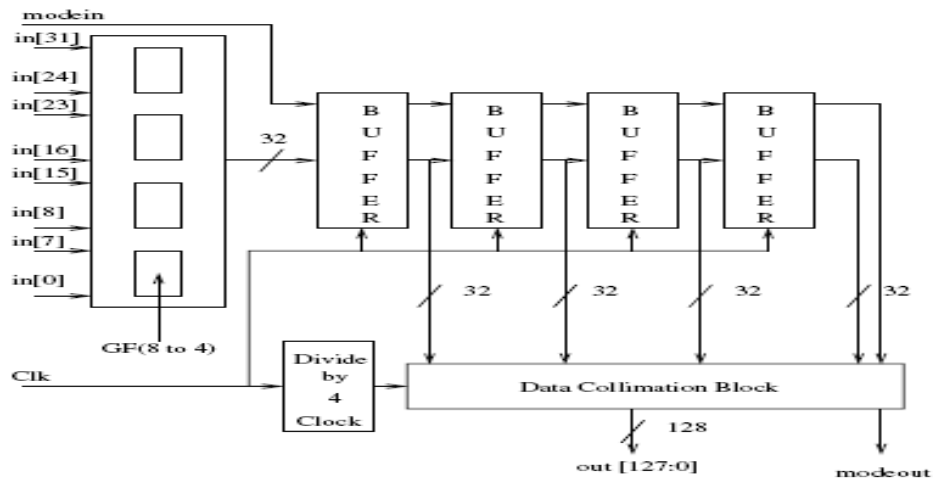 modein
in[31]
in[24]
in[23]
in[16]
in[15]
in[8]
in[7]
in[0]
GF(8 to 4)
32
BUFFER
BUFFER
BUFFER
BUFFER
32
32
32
32
Clk
Divide
by
4
Clock
Data Collimation Block
128
out [127:0]
modeout